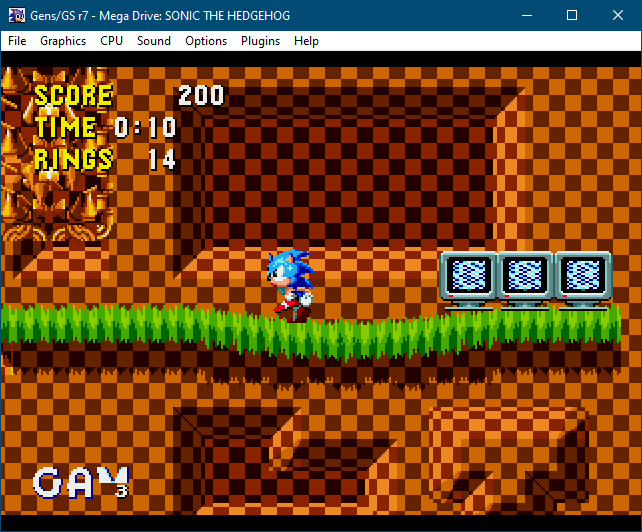 Gens/GS r7 - Mega Drive: SONIC THE HEDGEHOG
File Graphics CPU Sound Options Plugins Help
SCORE 200
TIME 0:10
RINGS 14
GAM
3